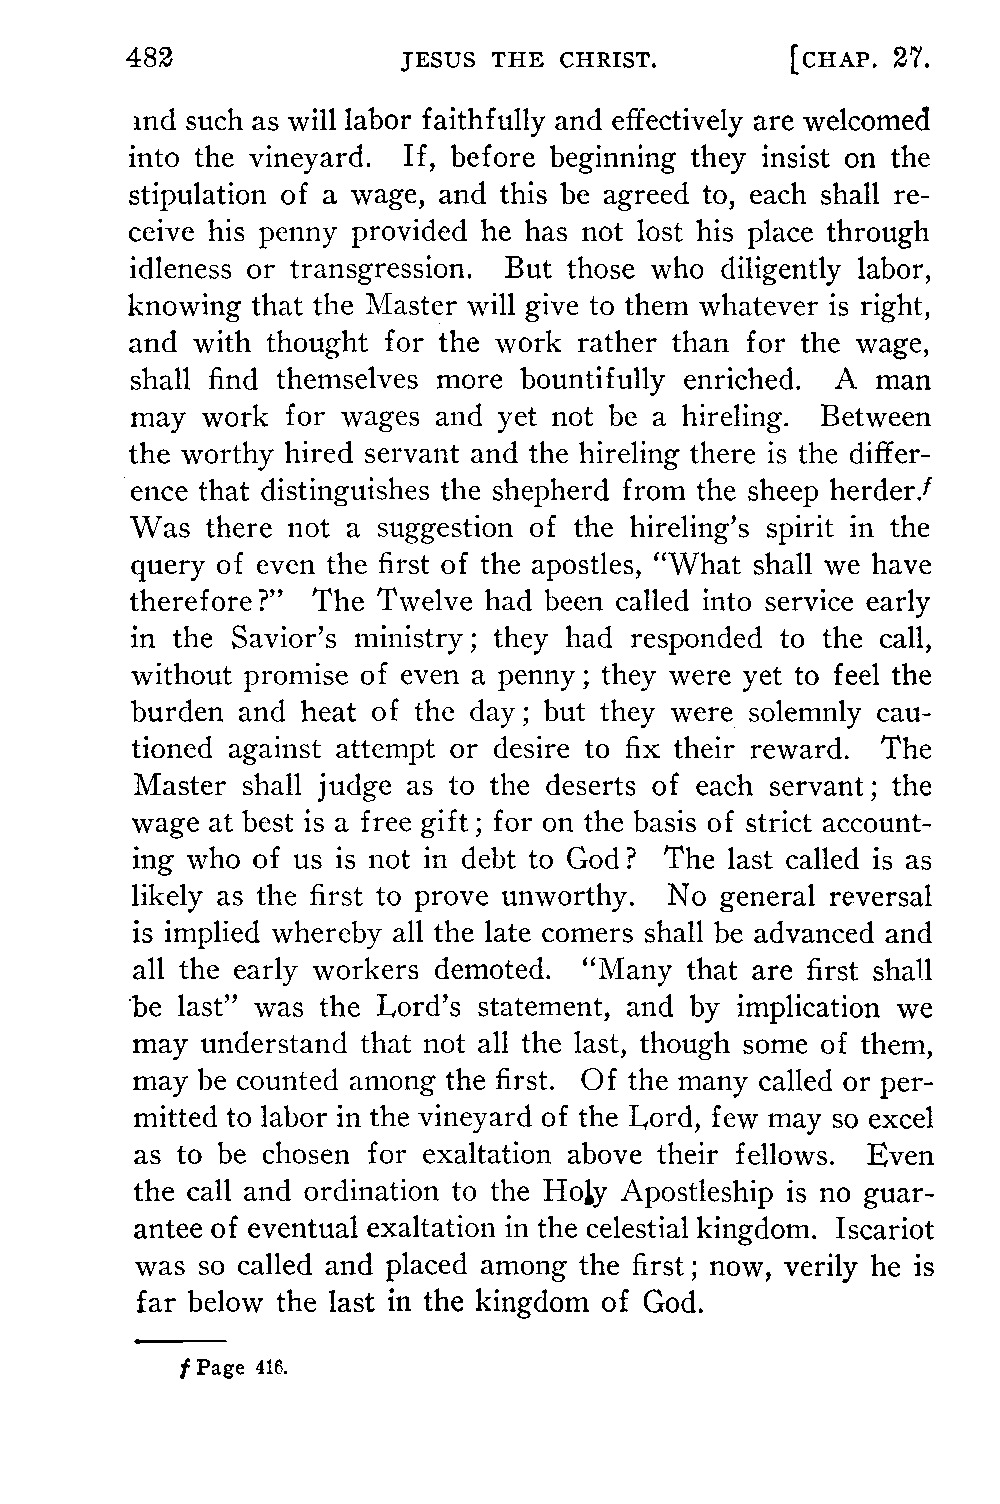 482 JESUS THE CHRIST. [CHAP. 27.
and such as will labor faithfully and effectively are welcomed
into the vineyard. If, before beginning they insist on the
stipulation of a wage, and this be agreed to, each shall re-
ceive his penny provided he has not lost his place through
idleness or transgression. But those who diligently labor,
knowing that the Master will give to them whatever is right,
and with thought for the work rather than for the wage,
shall find themselves more bountifully enriched. A man
may work for wages and yet not be a hireling. Between
the worthy hired servant and the hireling there is the differ-
ence that distinguishes the shepherd from the sheep herder.f
Was there not a suggestion of the hireling's spirit in the
query of even the first of the apostles, "What shall we have
therefore?" The Twelve had been called into service early
in the Savior's ministry; they had responded to the call,
without promise of even a penny; they were yet to feel the
burden and heat of the day; but they were solemnly cau-
tioned against attempt or desire to fix their reward. The
Master shall judge as to the deserts of each servant; the
wage at best is a free gift; for on the basis of strict account-
ing who of us is not in debt to God? The last called is as
likely as the first to prove unworthy. No general reversal
is implied whereby all the late comers shall be advanced and
all the early workers demoted. "Many that are first shall
be last" was the Lord's statement, and by implication we
may understand that not all the last, though some of them,
may be counted among the first. Of the many called or per-
mitted to labor in the vineyard of the Lord, few may so excel
as to be chosen for exaltation above their fellows. Even
the call and ordination to the Holy Apostleship is no guar-
antee of eventual exaltation in the celestial kingdom. Iscariot
was so called and placed among the first; now, verily he is
far below the last in the kingdom of God.
f Page 416.